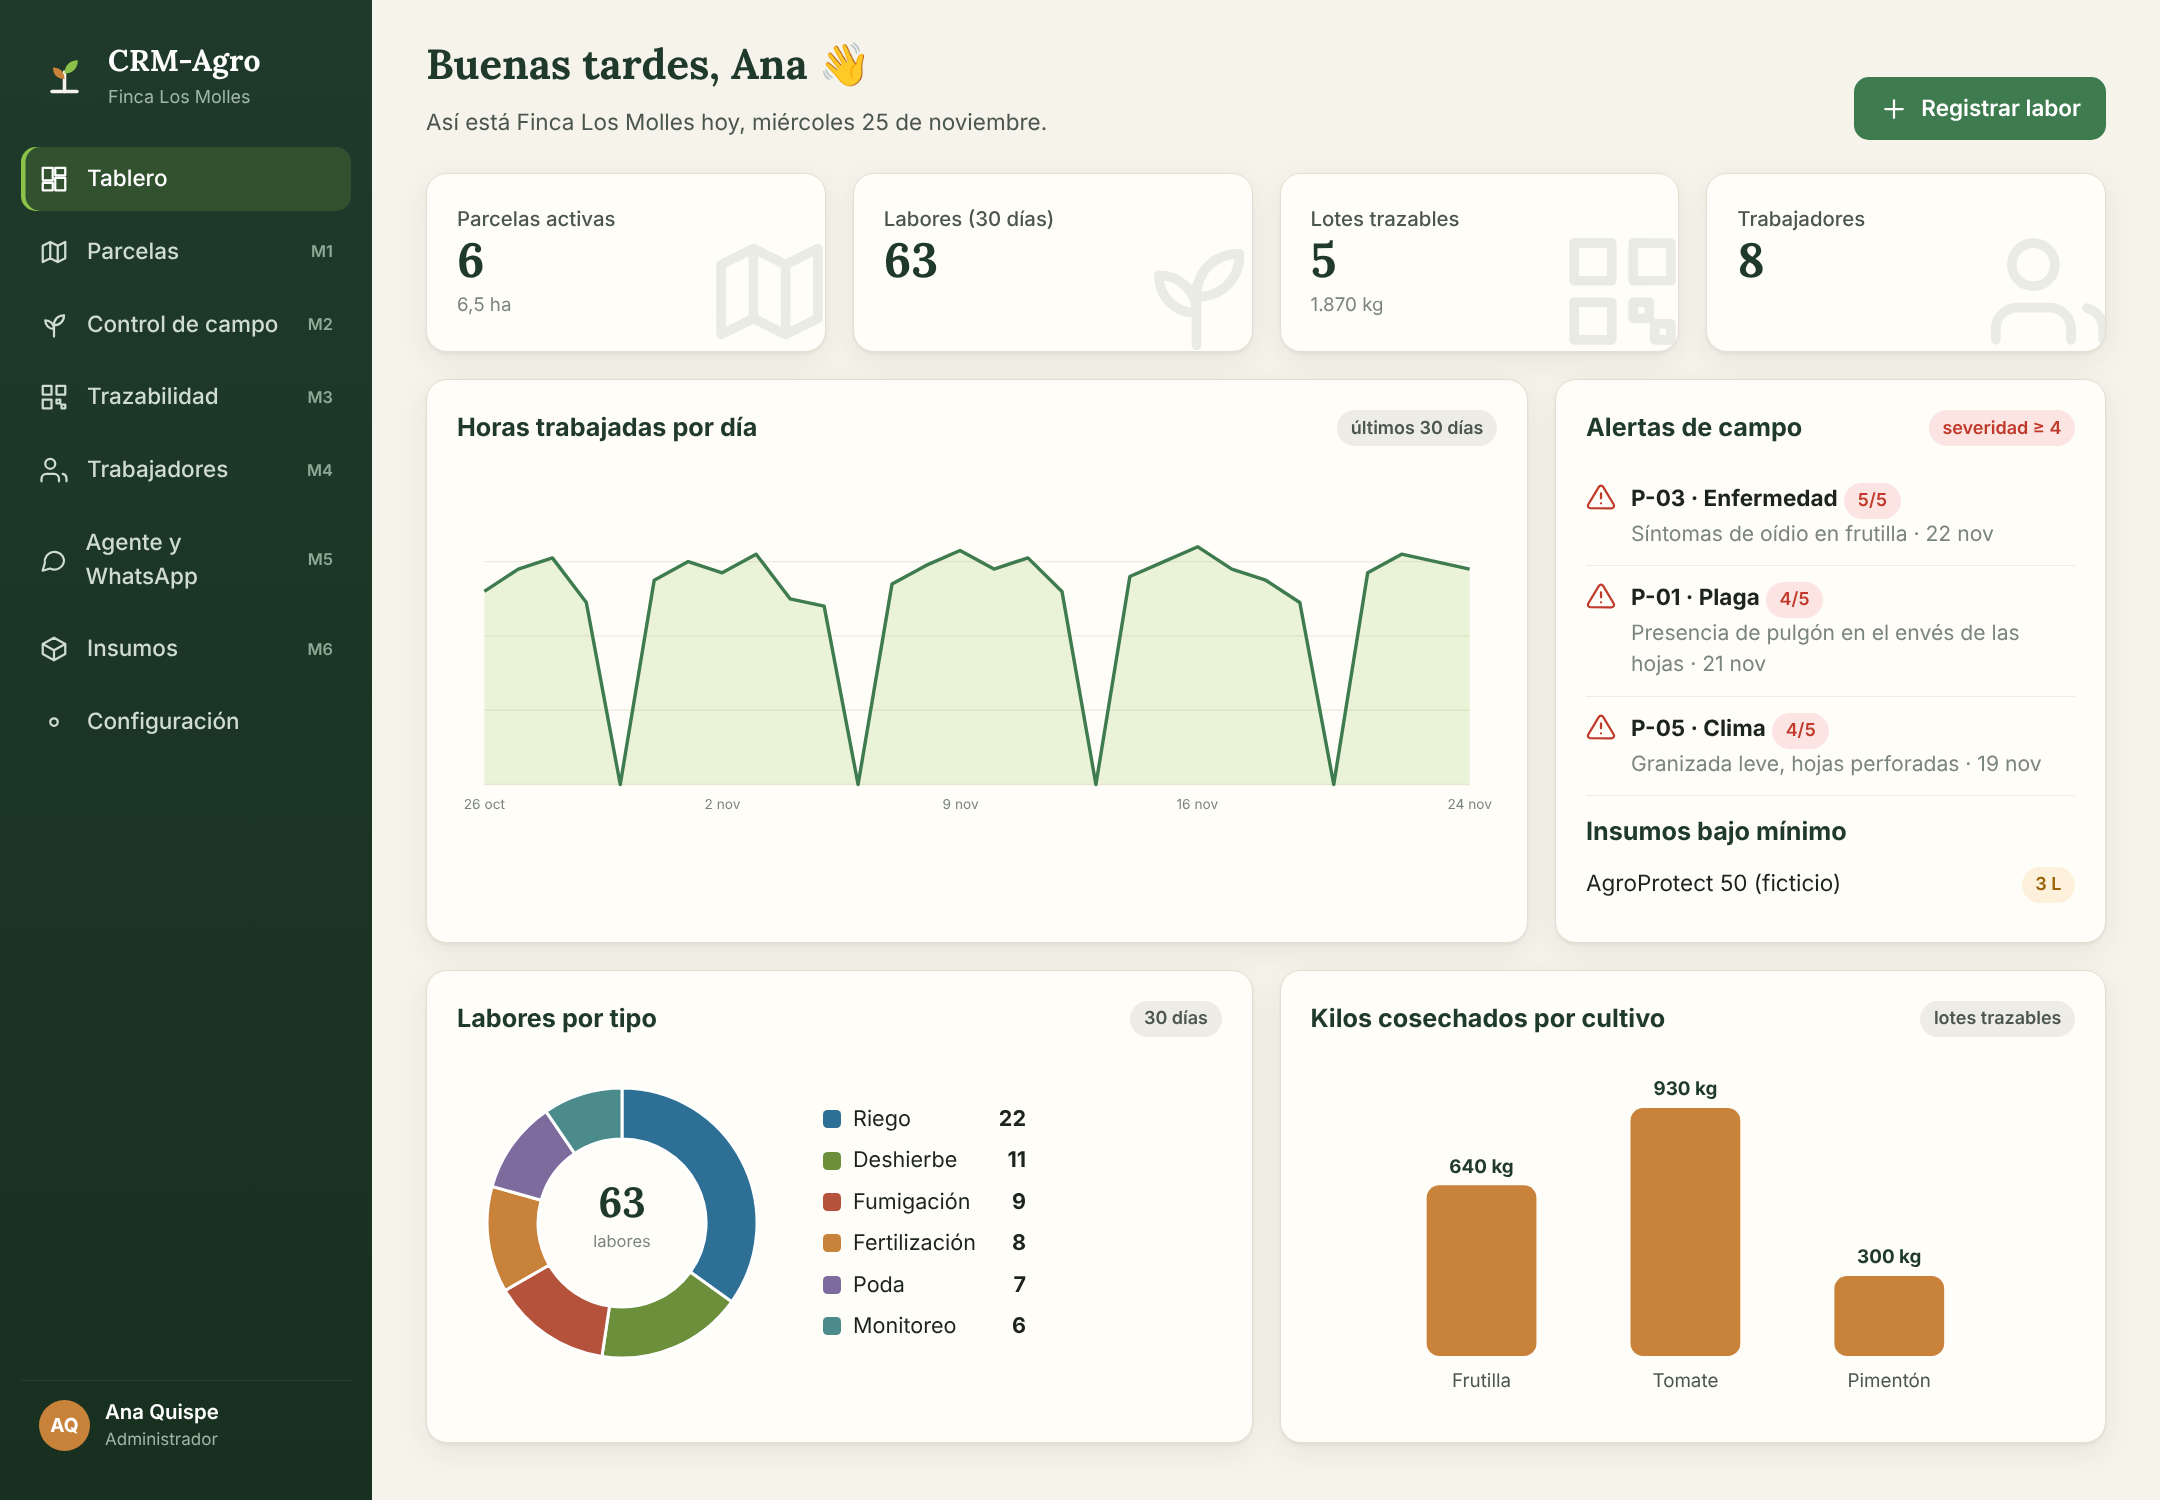 CRM-Agro
Finca Los Molles
Tablero
Parcelas M1
Control de campo M2
Trazabilidad M3
Trabajadores M4
Agente y
WhatsApp M5
Insumos M6
Configuración
AQ
Ana Quispe
Administrador
Buenas tardes, Ana 👋
Así está Finca Los Molles hoy, miércoles 25 de noviembre.
Registrar labor
Parcelas activas
6
6,5 ha
Labores (30 días)
63
Lotes trazables
5
1.870 kg
Trabajadores
8
Horas trabajadas por día
últimos 30 días
26 oct
2 nov
9 nov
16 nov
24 nov
Alertas de campo
severidad ≥ 4
P-03 · Enfermedad 5/5
Síntomas de oídio en frutilla · 22 nov
P-01 · Plaga 4/5
Presencia de pulgón en el envés de las
hojas · 21 nov
P-05 · Clima 4/5
Granizada leve, hojas perforadas · 19 nov
Insumos bajo mínimo
AgroProtect 50 (ficticio) 3 L
Labores por tipo
30 días
63
labores
Riego 22
Deshierbe 11
Fumigación 9
Fertilización 8
Poda 7
Monitoreo 6
Kilos cosechados por cultivo
lotes trazables
640 kg
930 kg
300 kg
Frutilla
Tomate
Pimentón